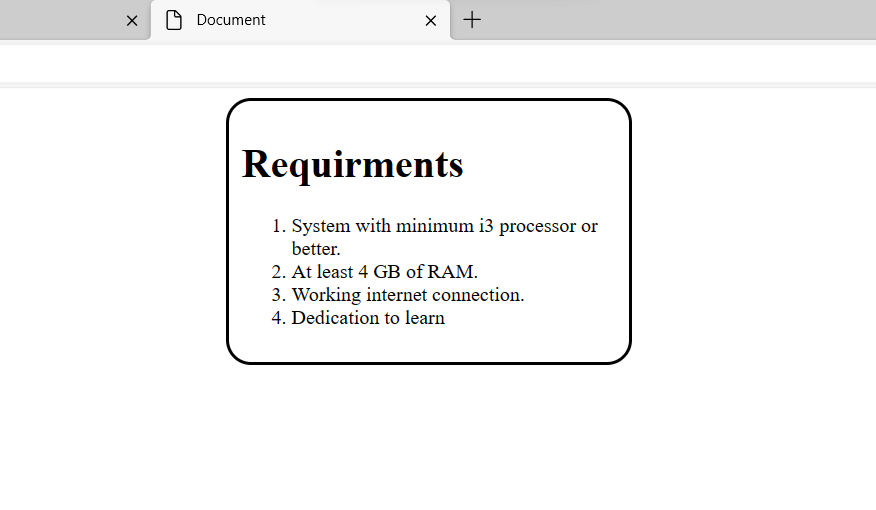 Document
Requirments
1. System with minimum i3 processor or
better.
2. At least 4 GB of RAM.
3. Working internet connection.
4. Dedication to learn